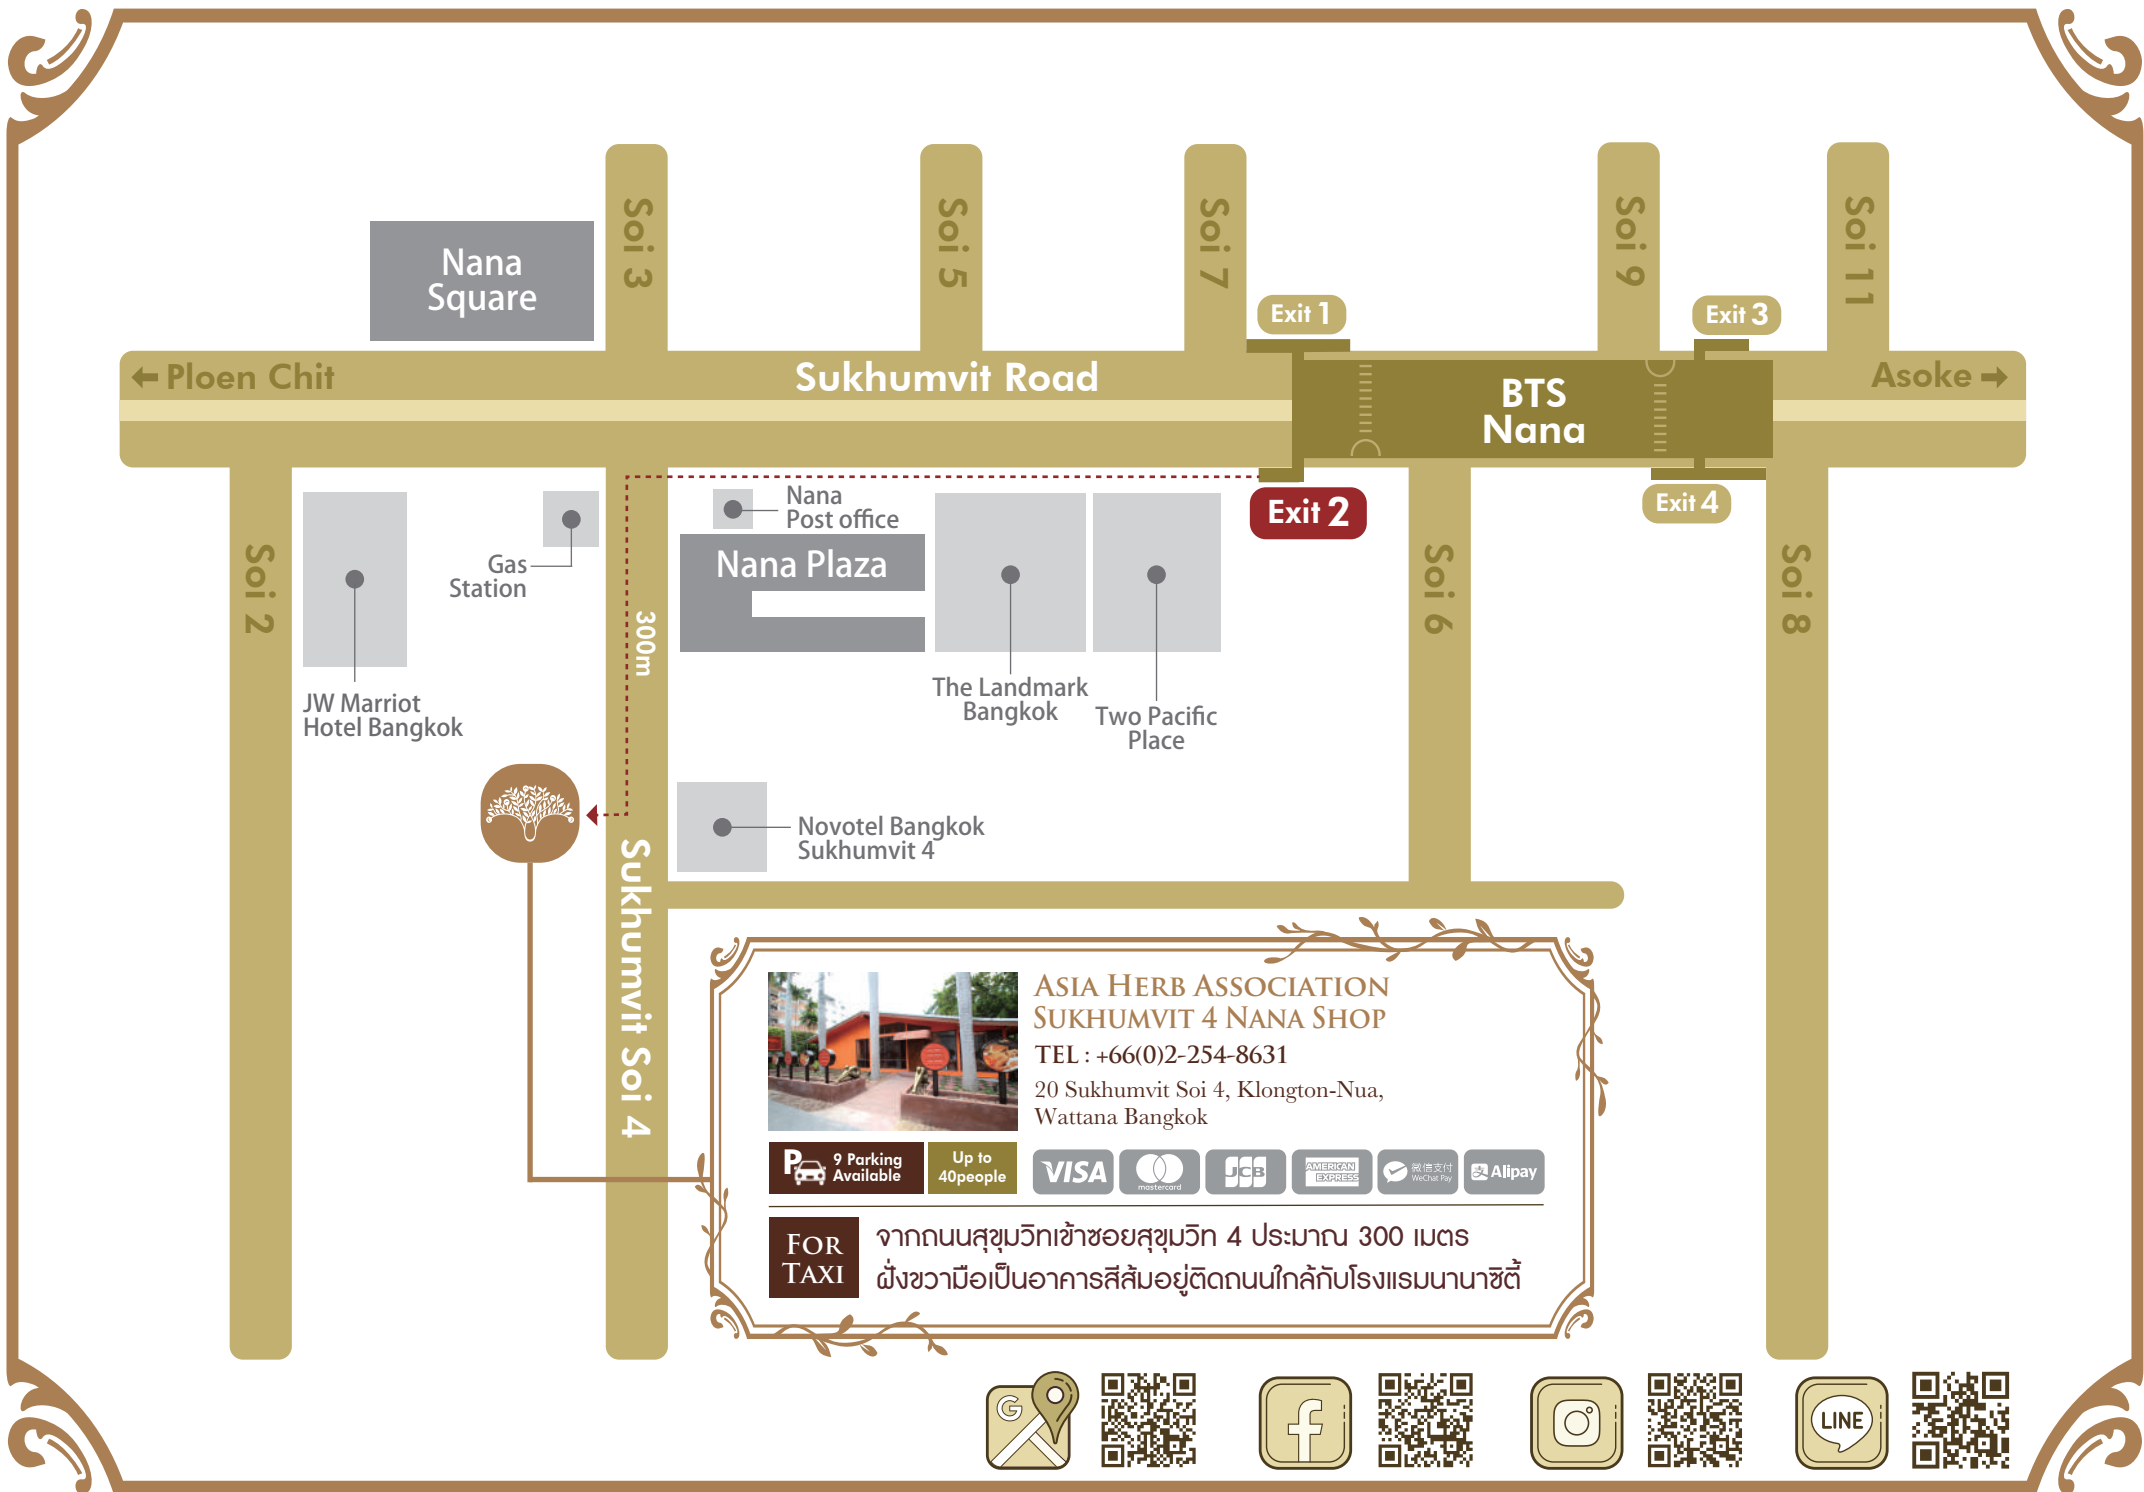 Soi 3
Soi 5
Soi 7
Soi 9
Soi 11
Nana
Square
Exit 1
Exit 3
← Ploen Chit
Sukhumvit Road
BTS
Nana
Asoke →
Exit 2
Exit 4
Nana
Post office
Nana Plaza
Gas
Station
Soi 2
Soi 6
Soi 8
300m
JW Marriot
Hotel Bangkok
The Landmark
Bangkok
Two Pacific
Place
Novotel Bangkok
Sukhumvit 4
Sukhumvit Soi 4
ASIA HERB ASSOCIATION
SUKHUMVIT 4 NANA SHOP
TEL : +66(0)2-254-8631
20 Sukhumvit Soi 4, Klongton-Nua,
Wattana Bangkok
P 9 Parking
Available
Up to
40people
VISA
mastercard
JCB
AMERICAN
EXPRESS
微信支付
WeChat Pay
支 Alipay
FOR
TAXI
จากถนนสุขุมวิทเข้าซอยสุขุมวิท 4 ประมาณ 300 เมตร
ฝั่งขวามือเป็นอาคารสีส้มอยู่ติดถนนใกล้กับโรงแรมนานาซิตี้
G
f
LINE